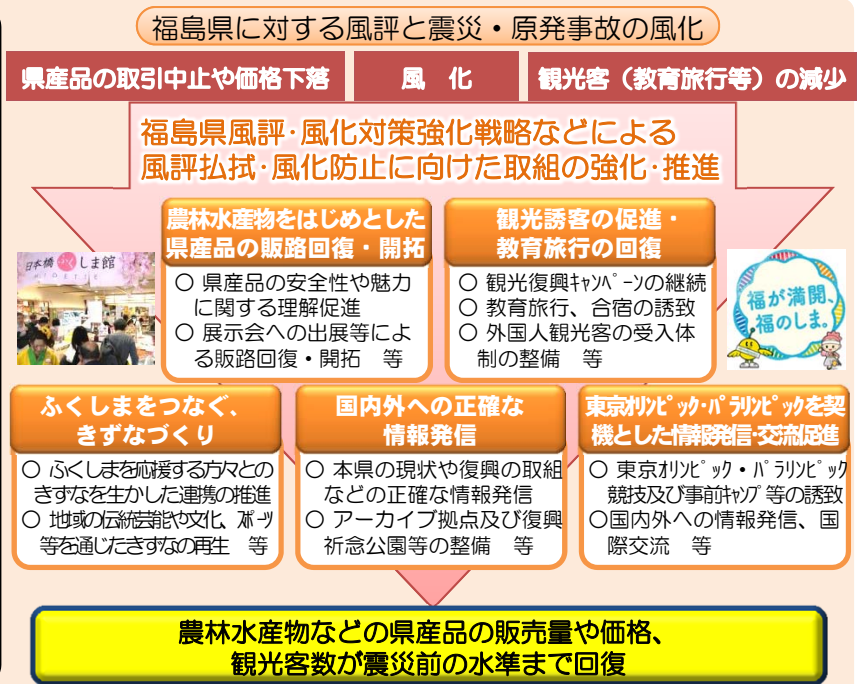 福島県に対する風評と震災・原発事故の風化
県産品の取引中止や価格下落
風　化
観光客（教育旅行等）の減少
福島県風評･風化対策強化戦略などによる
風評払拭･風化防止に向けた取組の強化･推進
農林水産物をはじめとした
県産品の販路回復・開拓
○ 県産品の安全性や魅力
に関する理解促進
○ 展示会への出展等によ
る販路回復・開拓　等
観光誘客の促進・
教育旅行の回復
○ 観光復興ｷｬﾝﾍﾟｰﾝの継続
○ 教育旅行、合宿の誘致
○ 外国人観光客の受入体
制の整備　等
日本橋 ふくしま館
MIDETTE
福が満開、
福のしま。
ふくしまをつなぐ、
きずなづくり
○ ふくしまを応援する方々との
きずなを生かした連携の推進
○ 地域の伝統芸能や文化、ｽﾎﾟｰﾂ
等を通じたきずなの再生　等
国内外への正確な
情報発信
○ 本県の現状や復興の取組
などの正確な情報発信
○ アーカイブ拠点及び復興
祈念公園等の整備　等
東京ｵﾘﾝﾋﾟｯｸ･ﾊﾟﾗﾘﾝﾋﾟｯｸを契
機とした情報発信･交流促進
○ 東京ｵﾘﾝﾋﾟｯｸ・ﾊﾟﾗﾘﾝﾋﾟｯｸ
競技及び事前ｷｬﾝﾌﾟ等の誘致
○国内外への情報発信、国
際交流　等
農林水産物などの県産品の販売量や価格、
観光客数が震災前の水準まで回復